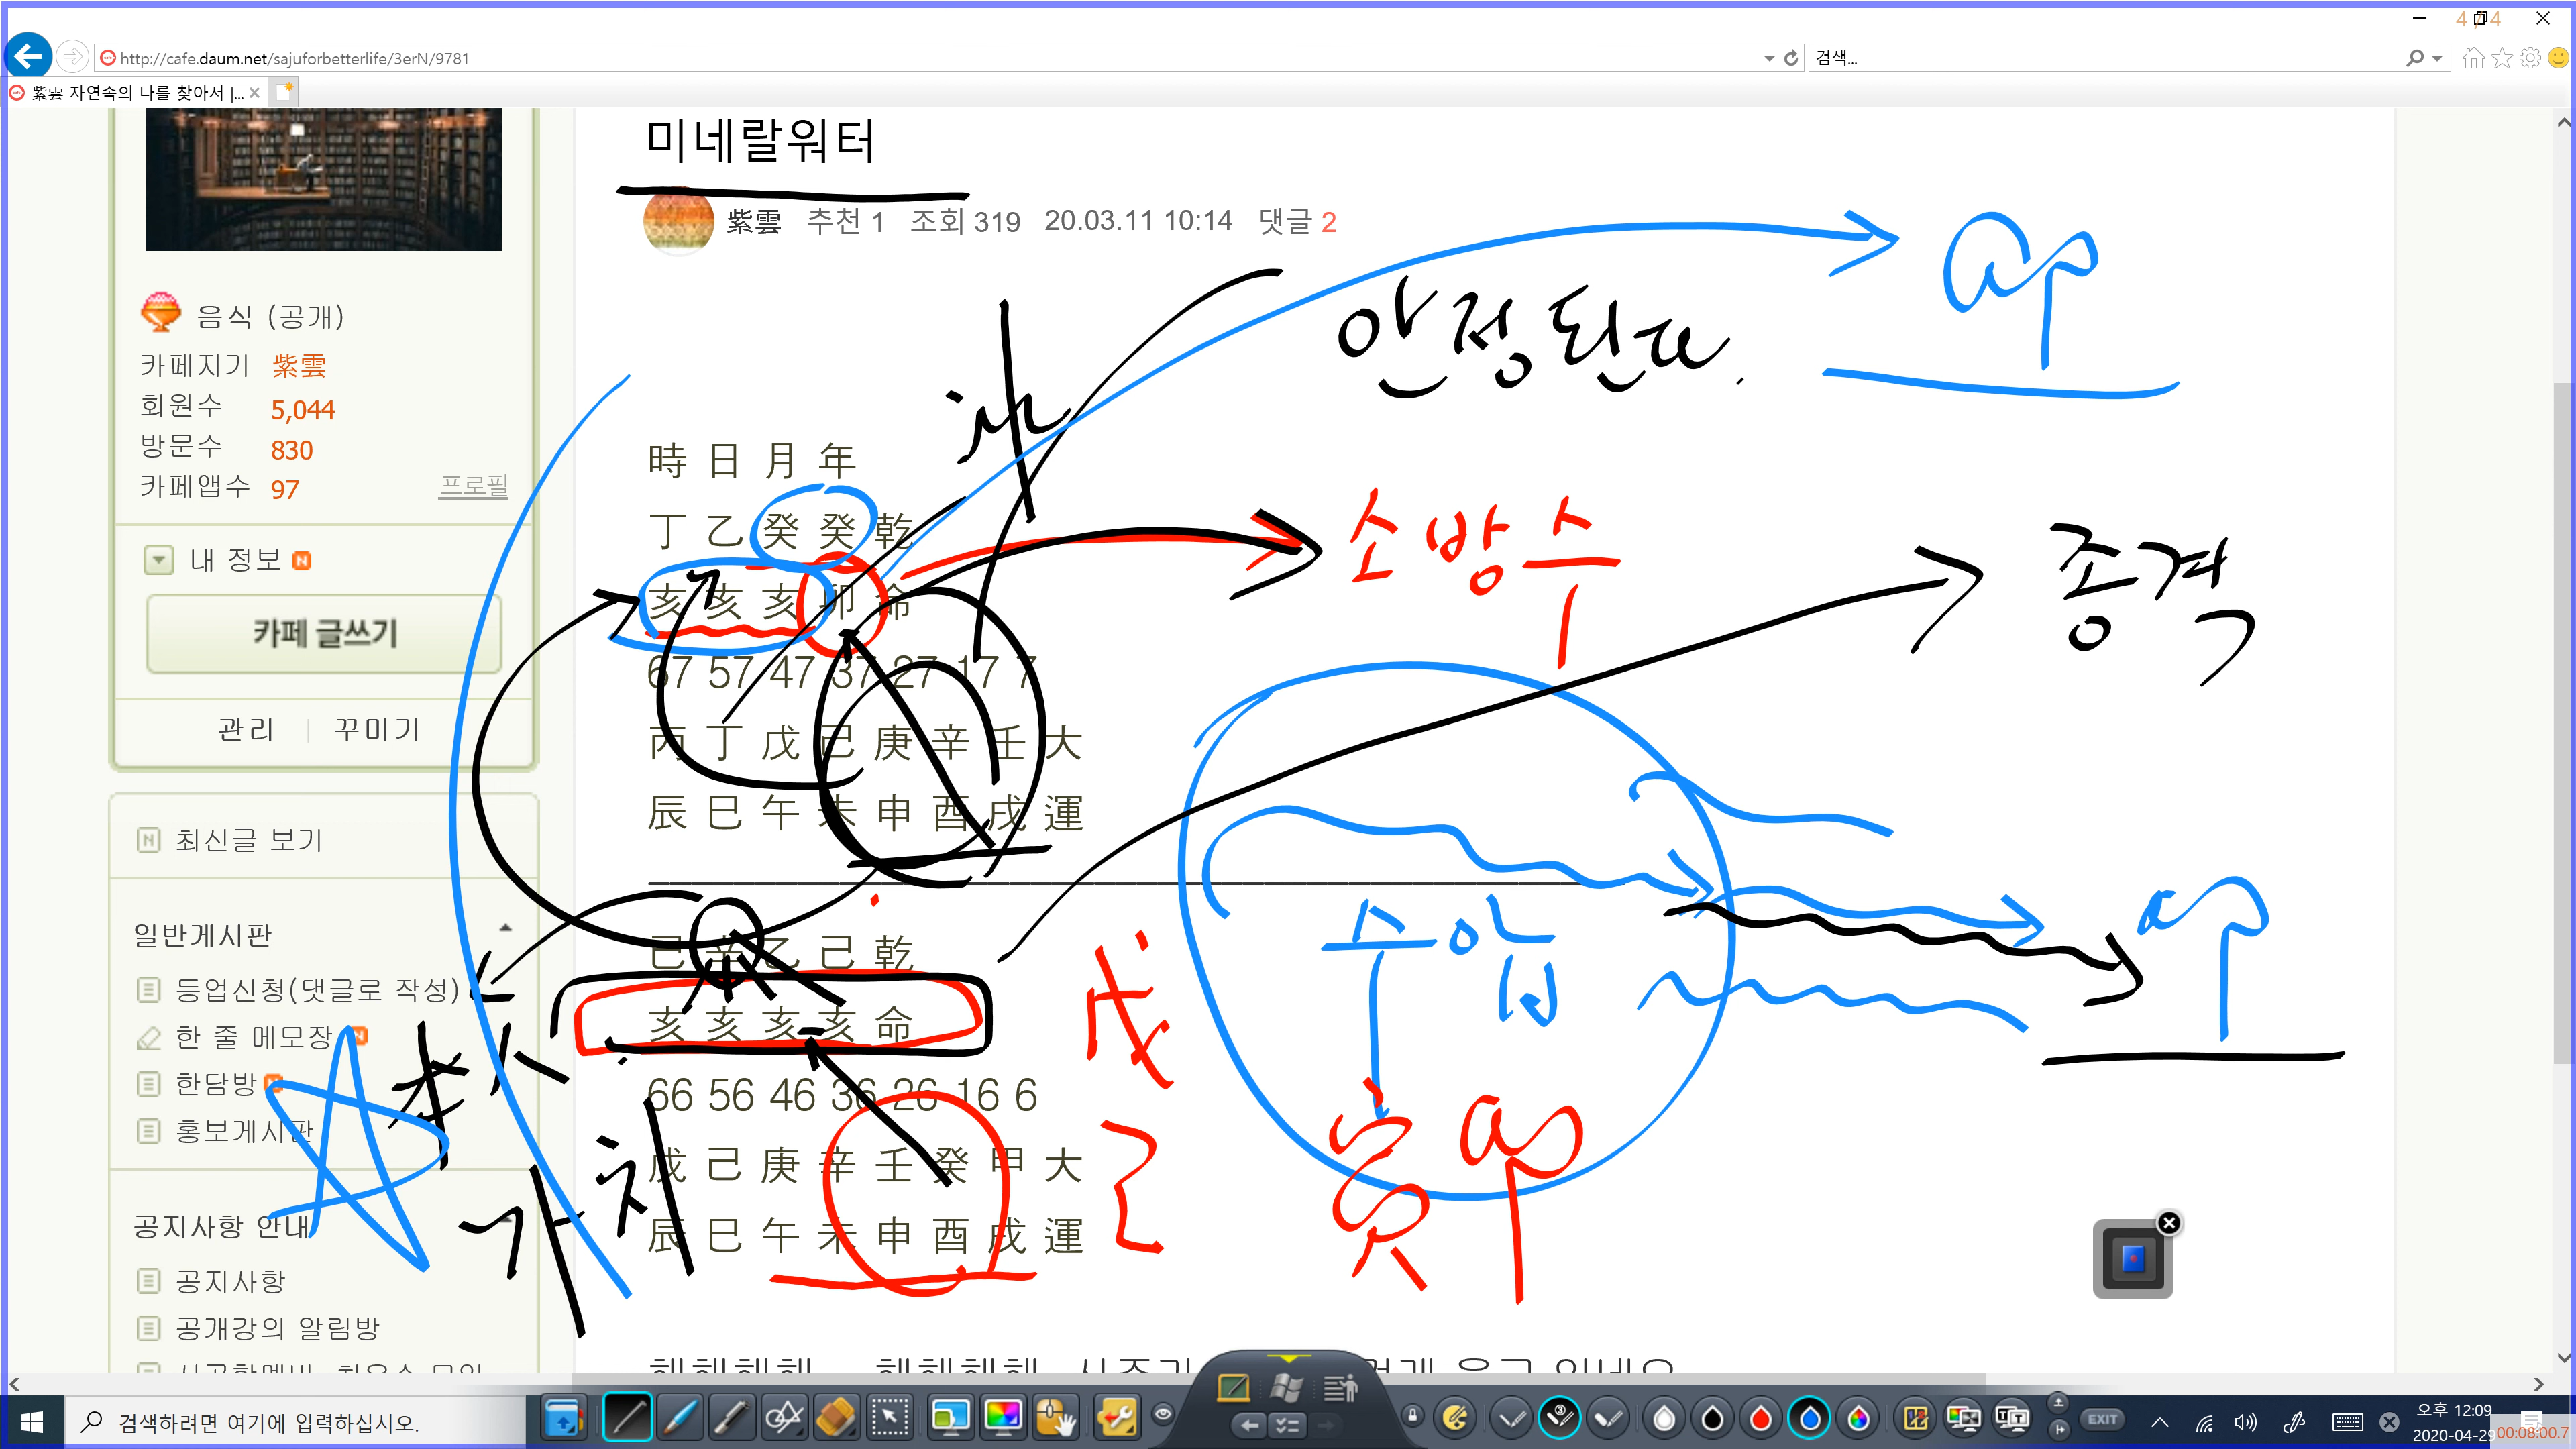 http://cafe.daum.net/sajuforbetterlife/3erN/9781
검색...
紫雲 자연속의 나를 찾아서 |...
미네랄워터
紫雲 추천 1 조회 319 20.03.11 10:14 댓글 2
음식 (공개)
카페지기 紫雲
회원수 5,044
방문수 830
카페앱수 97
프로필
내 정보
카페 글쓰기
관리 꾸미기
최신글 보기
일반게시판
등업신청(댓글로 작성)
한 줄 메모장
한담방
홍보게시판
공지사항 안내
공지사항
공개강의 알림방
안정된
소방수
종격
수압
時 日 月 年
丁 乙 癸 癸 乾
亥 亥 亥 卯 命
67 57 47 37 27 17 7
丙 丁 戊 己 庚 辛 壬 大
辰 巳 午 未 申 酉 戌 運
己 辛 乙 己 乾
亥 亥 亥 亥 命
66 56 46 36 26 16 6
戊 己 庚 辛 壬 癸 甲 大
辰 巳 午 未 申 酉 戌 運
가치
검색하려면 여기에 입력하십시오.
EXIT
오후 12:09
2020-04-29
00:08:00.7